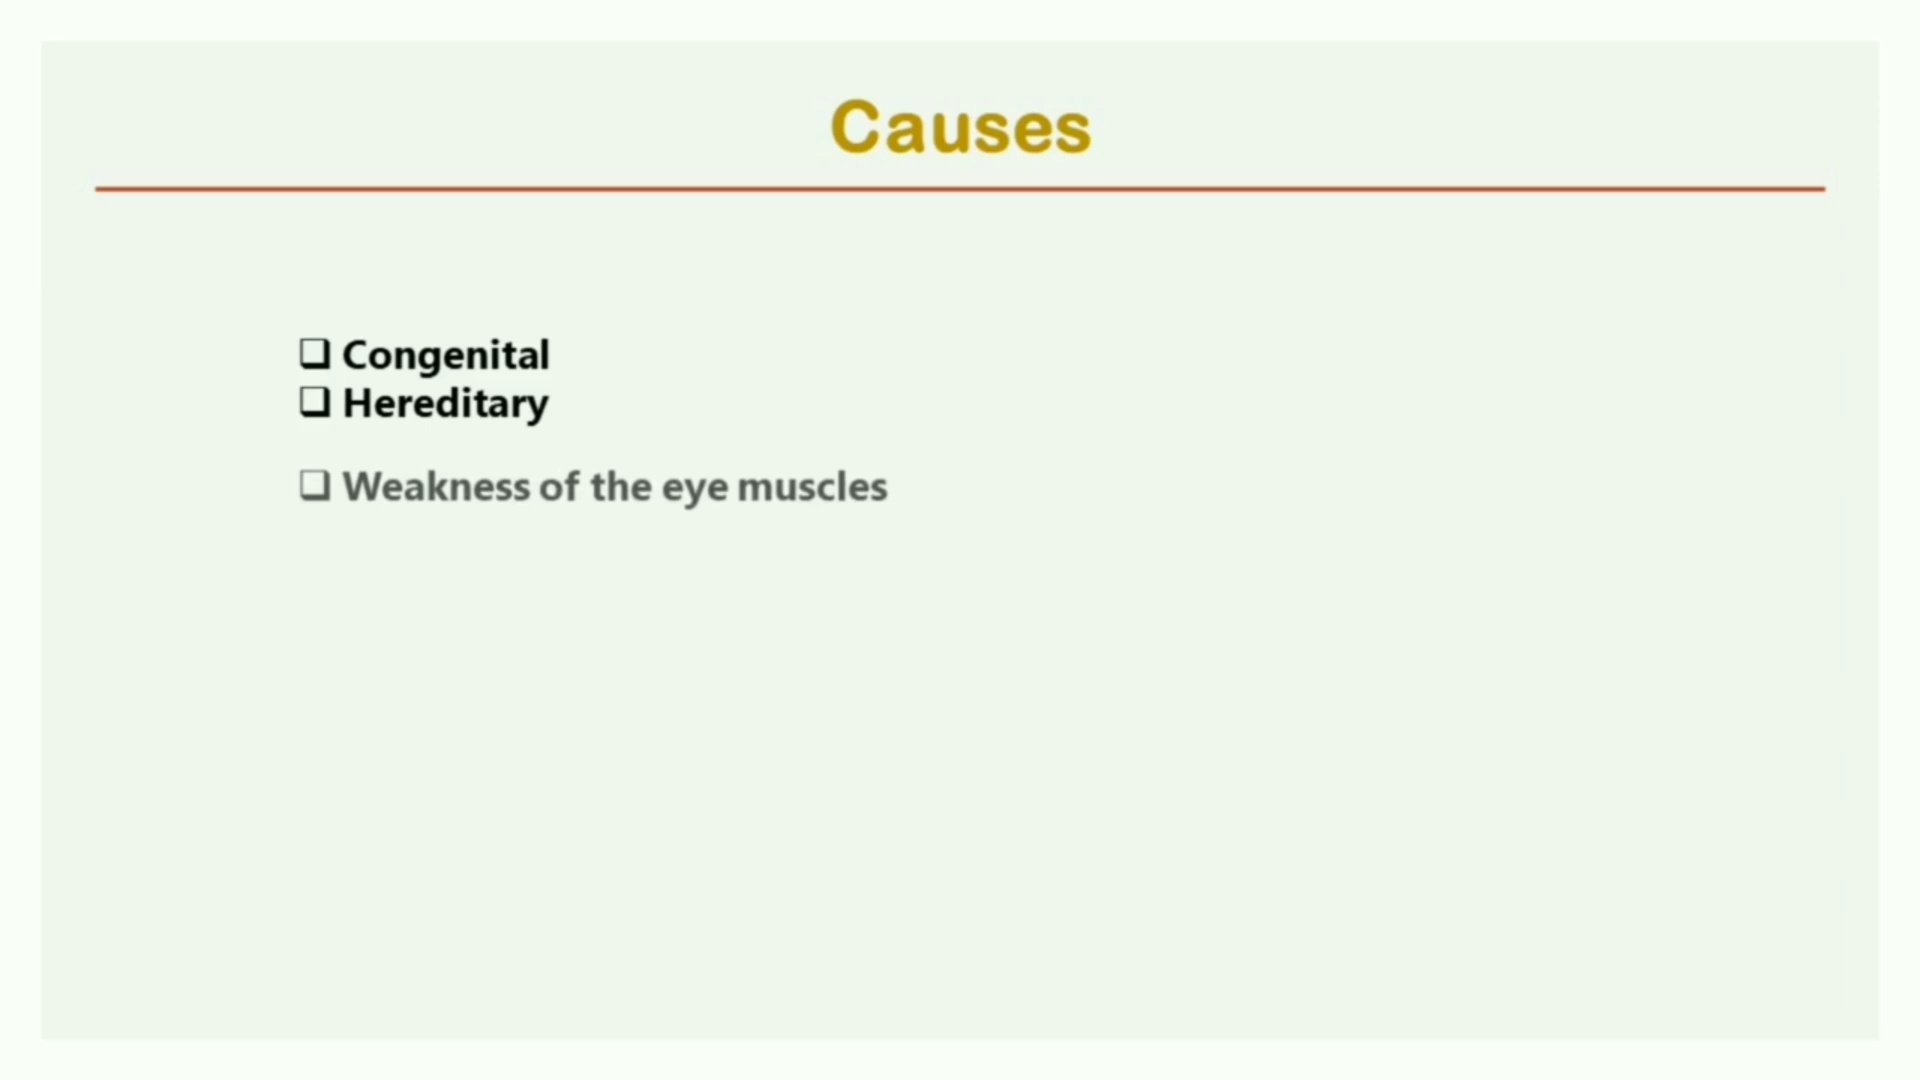 Causes
❑ Congenital
❑ Hereditary
❑ Weakness of the eye muscles